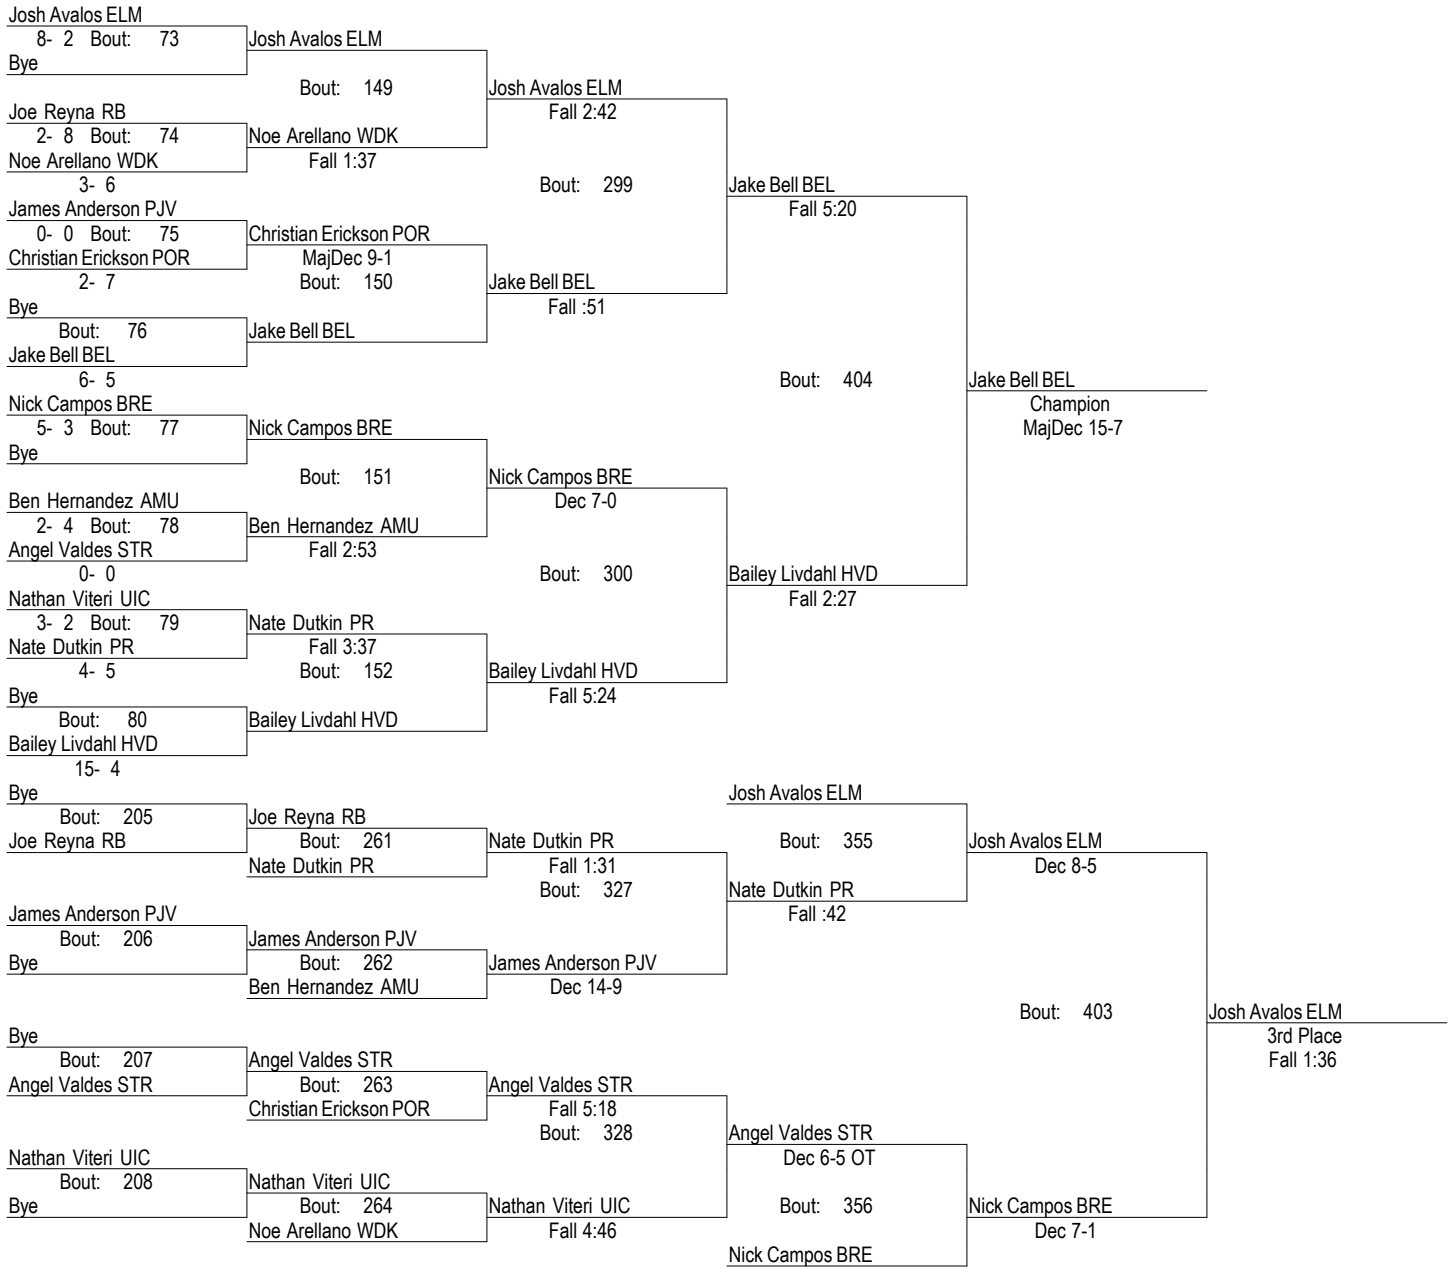 Josh Avalos ELM
8- 2 Bout: 73 Josh Avalos ELM
Bye
Bout: 149 Josh Avalos ELM
Joe Reyna RB Fall 2:42
2- 8 Bout: 74 Noe Arellano WDK
Noe Arellano WDK Fall 1:37
3- 6 Bout: 299 Jake Bell BEL
James Anderson PJV Fall 5:20
0- 0 Bout: 75 Christian Erickson POR
Christian Erickson POR MajDec 9-1
2- 7 Bout: 150 Jake Bell BEL
Bye Fall :51
Bout: 76 Jake Bell BEL
Jake Bell BEL
6- 5 Bout: 404 Jake Bell BEL
Nick Campos BRE Champion
5- 3 Bout: 77 Nick Campos BRE MajDec 15-7
Bye
Bout: 151 Nick Campos BRE
Ben Hernandez AMU Dec 7-0
2- 4 Bout: 78 Ben Hernandez AMU
Angel Valdes STR Fall 2:53
0- 0 Bout: 300 Bailey Livdahl HVD
Nathan Viteri UIC Fall 2:27
3- 2 Bout: 79 Nate Dutkin PR
Nate Dutkin PR Fall 3:37
4- 5 Bout: 152 Bailey Livdahl HVD
Bye Fall 5:24
Bout: 80 Bailey Livdahl HVD
Bailey Livdahl HVD
15- 4
Bye Josh Avalos ELM
Bout: 205 Joe Reyna RB
Joe Reyna RB Bout: 261 Nate Dutkin PR Bout: 355 Josh Avalos ELM
Nate Dutkin PR Fall 1:31 Dec 8-5
Bout: 327 Nate Dutkin PR
James Anderson PJV Fall :42
Bout: 206 James Anderson PJV
Bye Bout: 262 James Anderson PJV
Ben Hernandez AMU Dec 14-9
Bout: 403 Josh Avalos ELM
Bye 3rd Place
Bout: 207 Angel Valdes STR Fall 1:36
Angel Valdes STR Bout: 263 Angel Valdes STR
Christian Erickson POR Fall 5:18
Bout: 328 Angel Valdes STR
Nathan Viteri UIC Dec 6-5 OT
Bout: 208 Nathan Viteri UIC
Bye Bout: 264 Nathan Viteri UIC Bout: 356 Nick Campos BRE
Noe Arellano WDK Fall 4:46 Dec 7-1
Nick Campos BRE